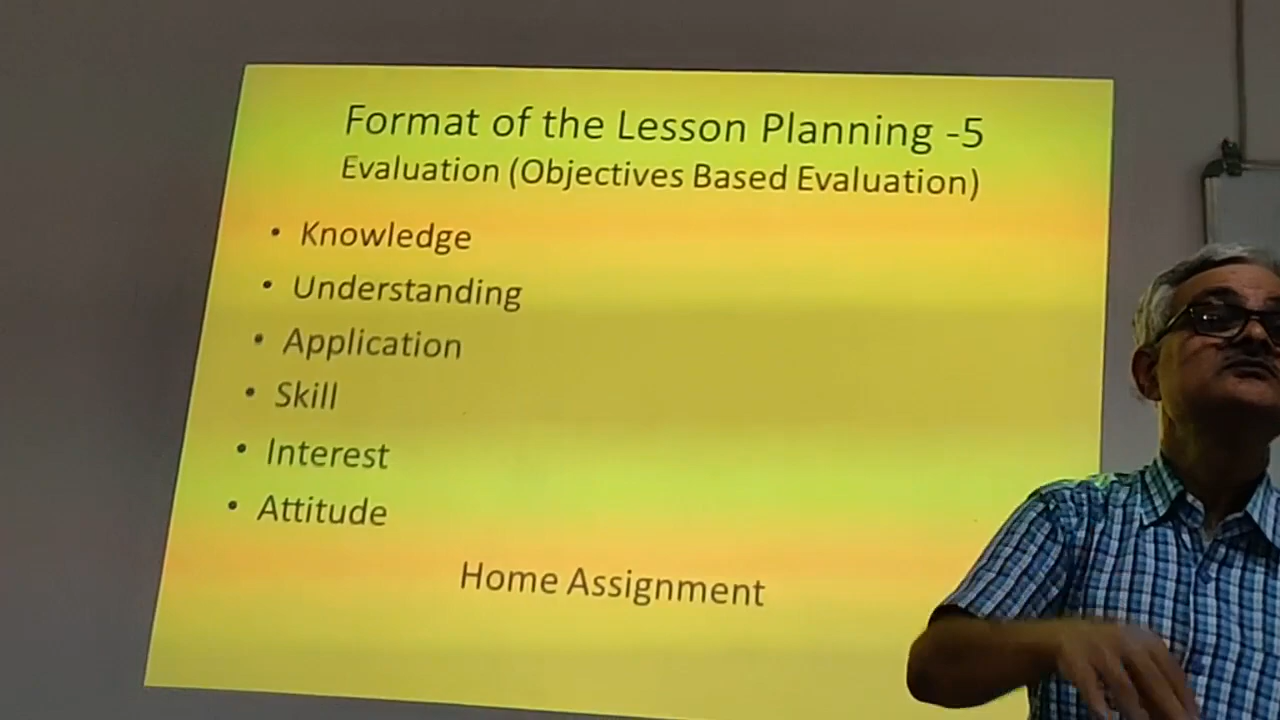 Format of the Lesson Planning -5
Evaluation (Objectives Based Evaluation)
• Knowledge
• Understanding
• Application
• Skill
• Interest
• Attitude
Home Assignment